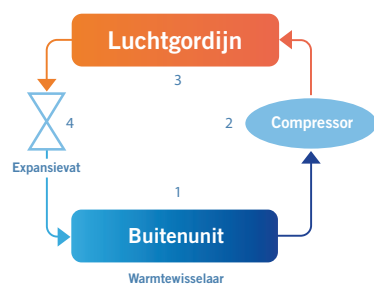 Luchtgordijn
3
4
2
Compressor
Expansievat
1
Buitenunit
Warmtewisselaar